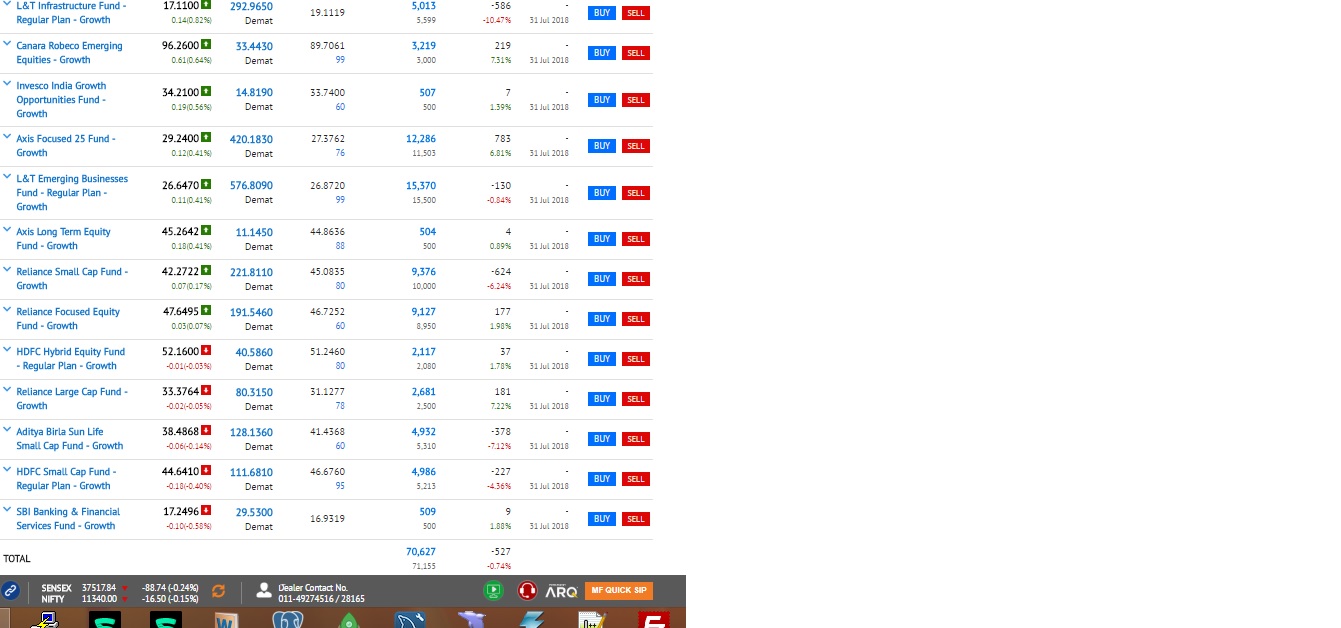 L&T Infrastructure Fund - 17.1100 292.9650 19.1119 5,013 -586 - BUY SELL
Regular Plan - Growth 0.14(0.82%) Demat 5,599 -10.47% 31 Jul 2018
Canara Robeco Emerging 96.2600 33.4430 89.7061 3,219 219 - BUY SELL
Equities - Growth 0.61(0.64%) Demat 99 3,000 7.31% 31 Jul 2018
Invesco India Growth
Opportunities Fund - 34.2100 14.8190 33.7400 507 7 - BUY SELL
Growth 0.19(0.56%) Demat 60 500 1.39% 31 Jul 2018
Axis Focused 25 Fund - 29.2400 420.1830 27.3762 12,286 783 - BUY SELL
Growth 0.12(0.41%) Demat 76 11,503 6.81% 31 Jul 2018
L&T Emerging Businesses
Fund - Regular Plan - 26.6470 576.8090 26.8720 15,370 -130 - BUY SELL
Growth 0.11(0.41%) Demat 99 15,500 -0.84% 31 Jul 2018
Axis Long Term Equity 45.2642 11.1450 44.8636 504 4 - BUY SELL
Fund - Growth 0.18(0.41%) Demat 88 500 0.89% 31 Jul 2018
Reliance Small Cap Fund - 42.2722 221.8110 45.0835 9,376 -624 - BUY SELL
Growth 0.07(0.17%) Demat 80 10,000 -6.24% 31 Jul 2018
Reliance Focused Equity 47.6495 191.5460 46.7252 9,127 177 - BUY SELL
Fund - Growth 0.03(0.07%) Demat 60 8,950 1.98% 31 Jul 2018
HDFC Hybrid Equity Fund 52.1600 40.5860 51.2460 2,117 37 - BUY SELL
- Regular Plan - Growth -0.01(-0.03%) Demat 80 2,080 1.78% 31 Jul 2018
Reliance Large Cap Fund - 33.3764 80.3150 31.1277 2,681 181 - BUY SELL
Growth -0.02(-0.05%) Demat 78 2,500 7.22% 31 Jul 2018
Aditya Birla Sun Life 38.4868 128.1360 41.4368 4,932 -378 - BUY SELL
Small Cap Fund - Growth -0.06(-0.14%) Demat 60 5,310 -7.12% 31 Jul 2018
HDFC Small Cap Fund - 44.6410 111.6810 46.6760 4,986 -227 - BUY SELL
Regular Plan - Growth -0.18(-0.40%) Demat 95 5,213 -4.36% 31 Jul 2018
SBI Banking & Financial 17.2496 29.5300 16.9319 509 9 - BUY SELL
Services Fund - Growth -0.10(-0.58%) Demat 500 1.88% 31 Jul 2018
TOTAL 70,627 -527
71,155 -0.74%
SENSEX 37517.84 -88.74 (-0.24%) Dealer Contact No. ARQ MF QUICK SIP
NIFTY 11340.00 -16.50 (-0.15%) 011-49274516 / 28165